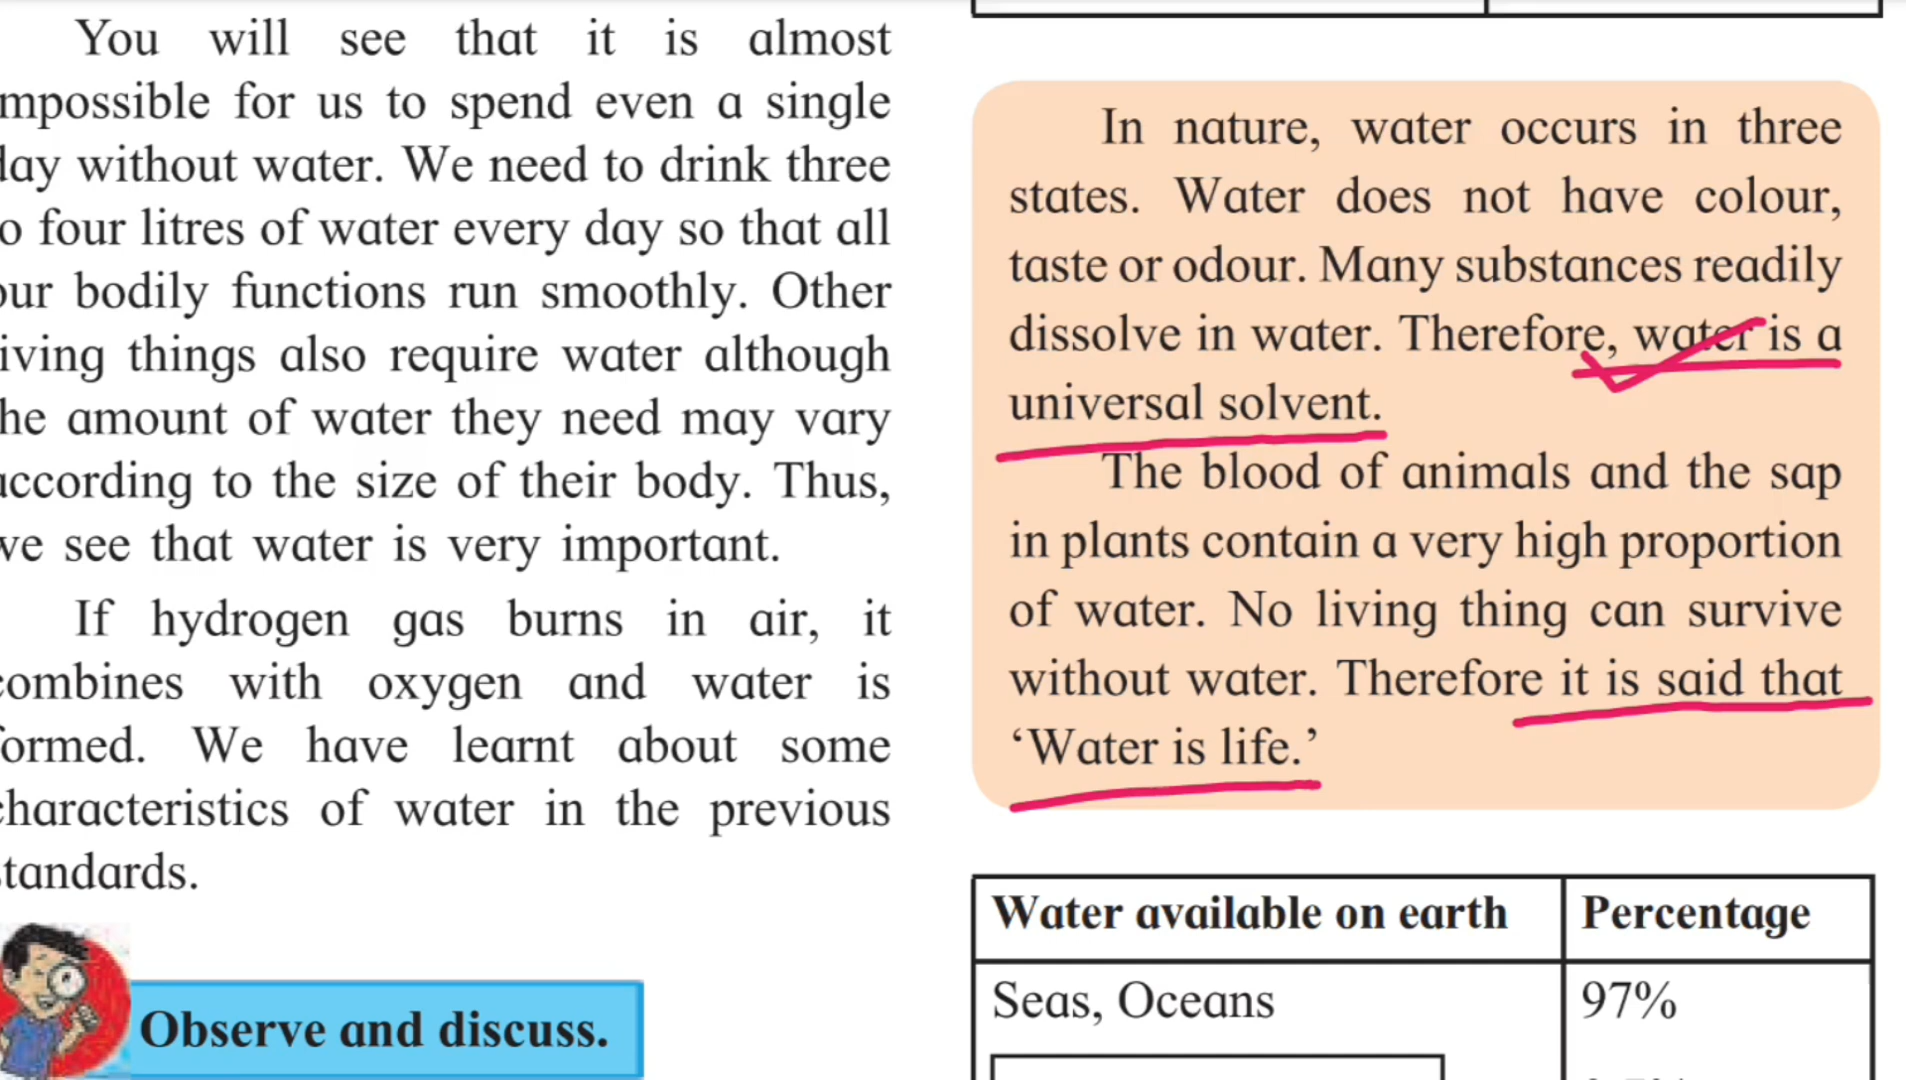 You will see that it is almost
mpossible for us to spend even a single
day without water. We need to drink three
o four litres of water every day so that all
our bodily functions run smoothly. Other
iving things also require water although
he amount of water they need may vary
according to the size of their body. Thus,
we see that water is very important.
If hydrogen gas burns in air, it
combines with oxygen and water is
formed. We have learnt about some
characteristics of water in the previous
standards.
Observe and discuss.
In nature, water occurs in three
states. Water does not have colour,
taste or odour. Many substances readily
dissolve in water. Therefore, water is a
universal solvent.
The blood of animals and the sap
in plants contain a very high proportion
of water. No living thing can survive
without water. Therefore it is said that
‘Water is life.’
Water available on earth Percentage
Seas, Oceans 97%